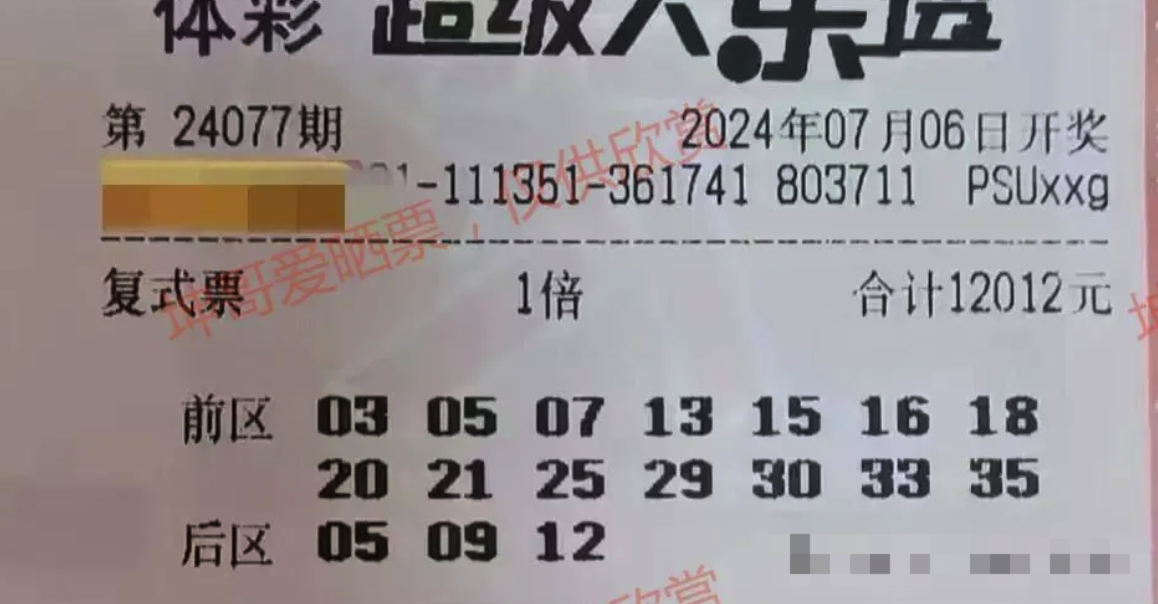 体彩 超级大乐透
第 24077期 2024年07月06日开奖
-111351-361741 803711 PSUxxg
复式票 1倍 合计12012元
坤哥爱晒票，仅供欣赏
前区 03 05 07 13 15 16 18
20 21 25 29 30 33 35
后区 05 09 12